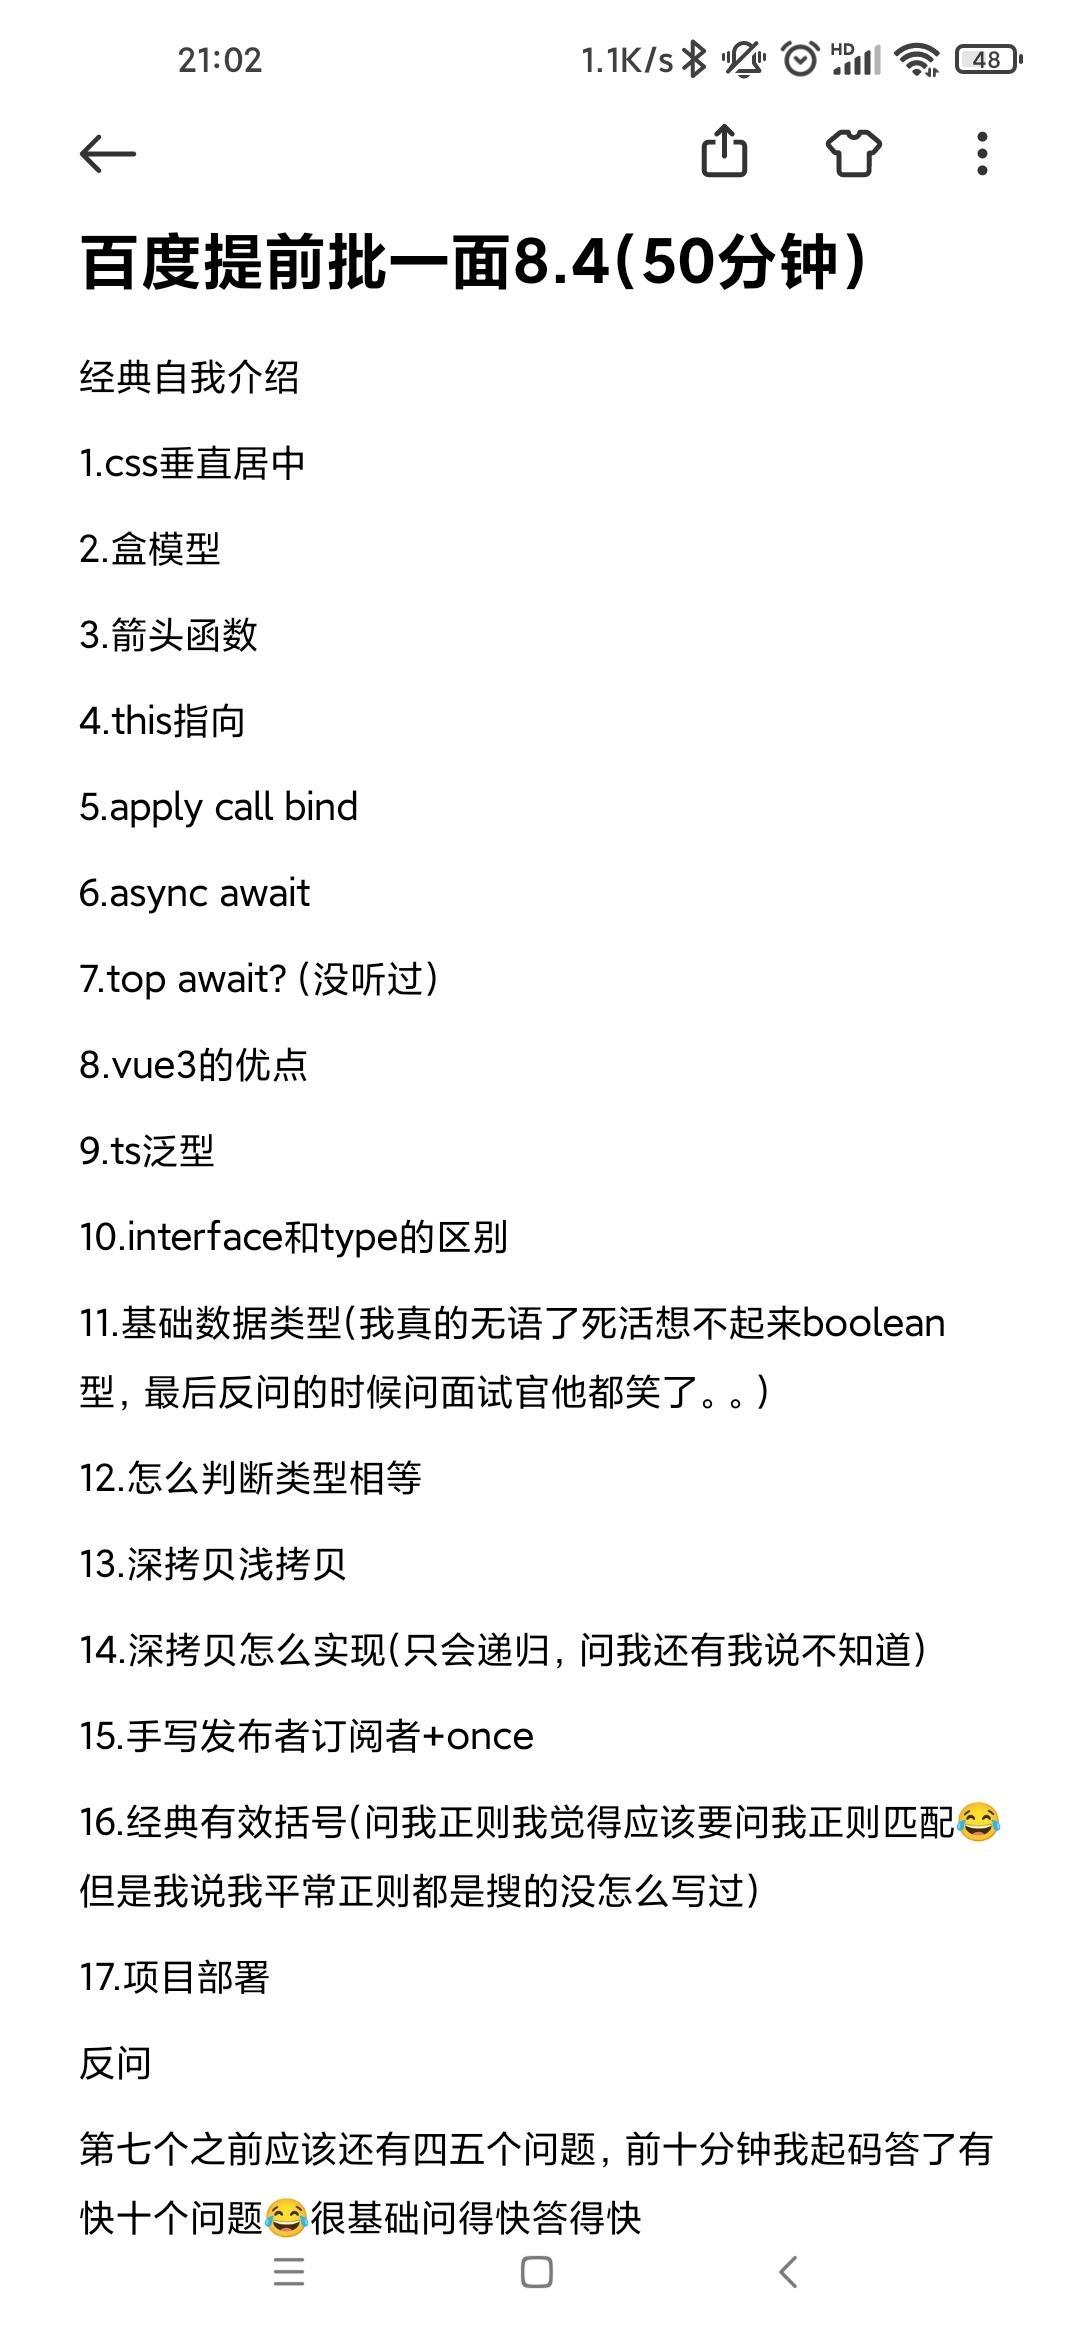 21:02 1.1K/s HD 48
百度提前批一面8.4(50分钟)
经典自我介绍
1.css垂直居中
2.盒模型
3.箭头函数
4.this指向
5.apply call bind
6.async await
7.top await? (没听过)
8.vue3的优点
9.ts泛型
10.interface和type的区别
11.基础数据类型(我真的无语了死活想不起来boolean
型，最后反问的时候问面试官他都笑了。。)
12.怎么判断类型相等
13.深拷贝浅拷贝
14.深拷贝怎么实现(只会递归，问我还有我说不知道)
15.手写发布者订阅者+once
16.经典有效括号(问我正则我觉得应该要问我正则匹配😂
但是我说我平常正则都是搜的没怎么写过)
17.项目部署
反问
第七个之前应该还有四五个问题，前十分钟我起码答了有
快十个问题😂很基础问得快答得快